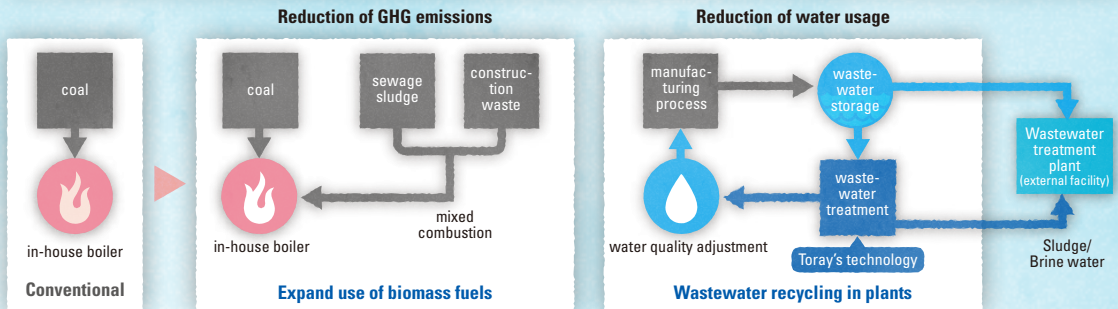 Reduction of GHG emissions
Reduction of water usage
coal
coal
sewage
sludge
construc-
tion
waste
manufac-
turing
process
waste-
water
storage
Wastewater
treatment
plant
(external facility)
waste-
water
treatment
mixed
combustion
in-house boiler
in-house boiler
water quality adjustment
Toray's technology
Sludge/
Brine water
Conventional
Expand use of biomass fuels
Wastewater recycling in plants